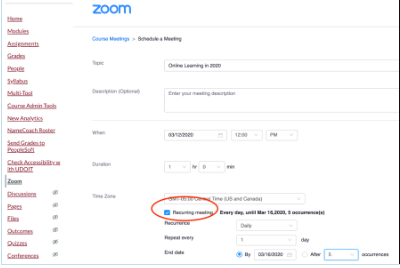 zoom
Home
Modules
Assignments
Grades
People
Syllabus
Multi-Tool
Course Admin Tools
New Analytics
NameCoach Roster
Send Grades to
PeopleSoft
Check Accessibility w
ith UDOIT
Zoom
Discussions
Pages
Files
Outcomes
Quizzes
Conferences
Course Meetings > Schedule a Meeting
Topic
Online Learning in 2020
Description (Optional)
Enter your meeting description
When
03/12/2020 12:00 PM
Duration
1 hr 0 min
Time Zone
GMT-05:00 Central Time (US and Canada)
Recurring meeting Every day, until Mar 16,2020, 5 occurrence(s)
Recurrence Daily
Repeat every 1 day
End date By 03/16/2020 After 5 occurrences